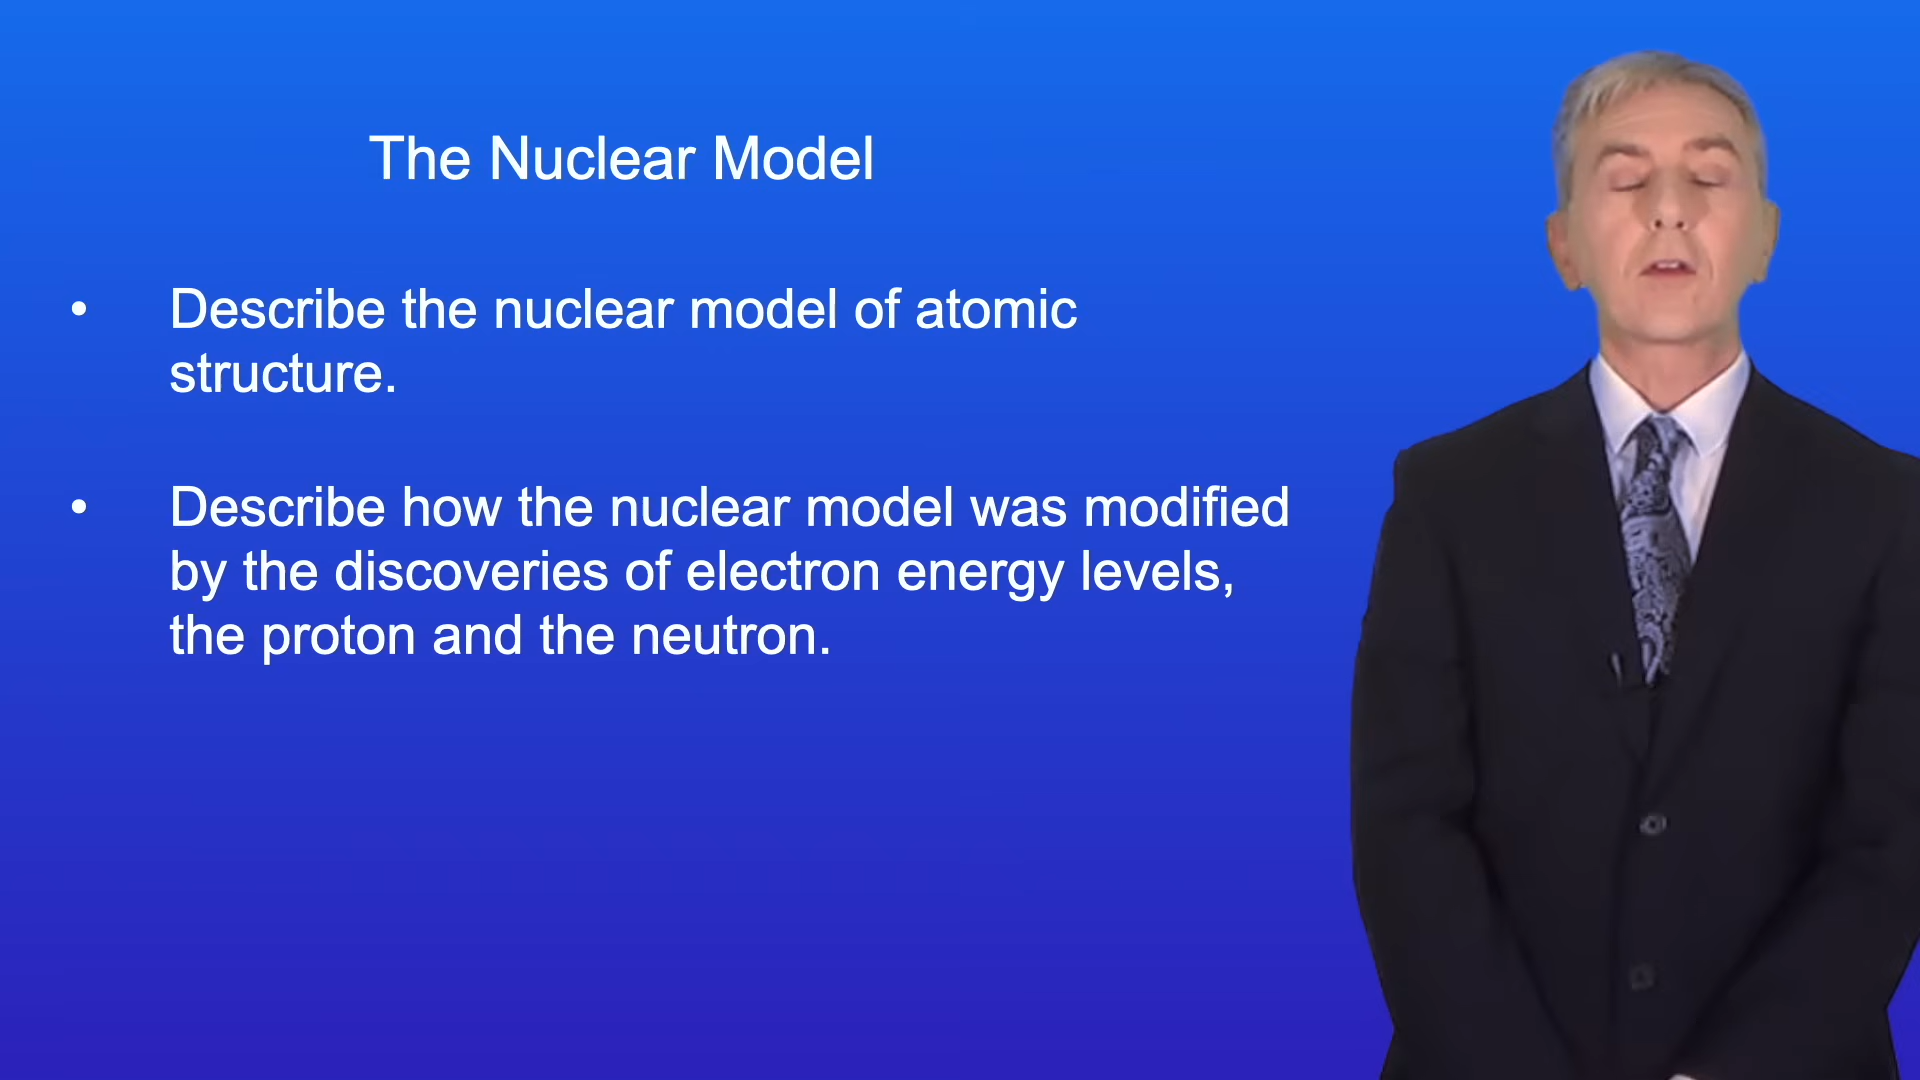 The Nuclear Model
• Describe the nuclear model of atomic
structure.
• Describe how the nuclear model was modified
by the discoveries of electron energy levels,
the proton and the neutron.